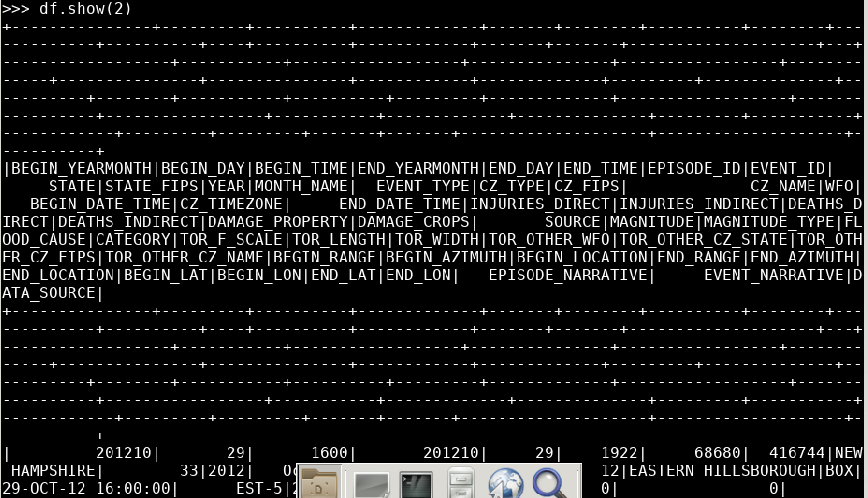 >>> df.show(2)
+---------------+---------+----------+-------------+-------+--------+----------+--------+---
-----------+----------+----+----------+------------+-------+-------+--------------------+---+
|BEGIN_YEARMONTH|BEGIN_DAY|BEGIN_TIME|END_YEARMONTH|END_DAY|END_TIME|EPISODE_ID|EVENT_ID|
STATE|STATE_FIPS|YEAR|MONTH_NAME|  EVENT_TYPE|CZ_TYPE|CZ_FIPS|             CZ_NAME|WFO|
BEGIN_DATE_TIME|CZ_TIMEZONE|     END_DATE_TIME|INJURIES_DIRECT|INJURIES_INDIRECT|DEATHS_D
IRECT|DEATHS_INDIRECT|DAMAGE_PROPERTY|DAMAGE_CROPS|       SOURCE|MAGNITUDE|MAGNITUDE_TYPE|FL
OOD_CAUSE|CATEGORY|TOR_F_SCALE|TOR_LENGTH|TOR_WIDTH|TOR_OTHER_WFO|TOR_OTHER_CZ_STATE|TOR_OTH
ER_CZ_FIPS|TOR_OTHER_CZ_NAME|BEGIN_RANGE|BEGIN_AZIMUTH|BEGIN_LOCATION|END_RANGE|END_AZIMUTH|
END_LOCATION|BEGIN_LAT|BEGIN_LON|END_LAT|END_LON|   EPISODE_NARRATIVE|     EVENT_NARRATIVE|D
ATA_SOURCE|
|         201210|       29|      1600|       201210|     29|    1922|     68680|  416744|NEW
HAMPSHIRE|        33|2012|
12|EASTERN HILLSBOROUGH|BOX|
29-OCT-12 16:00:00|      EST-5|
0|                0|